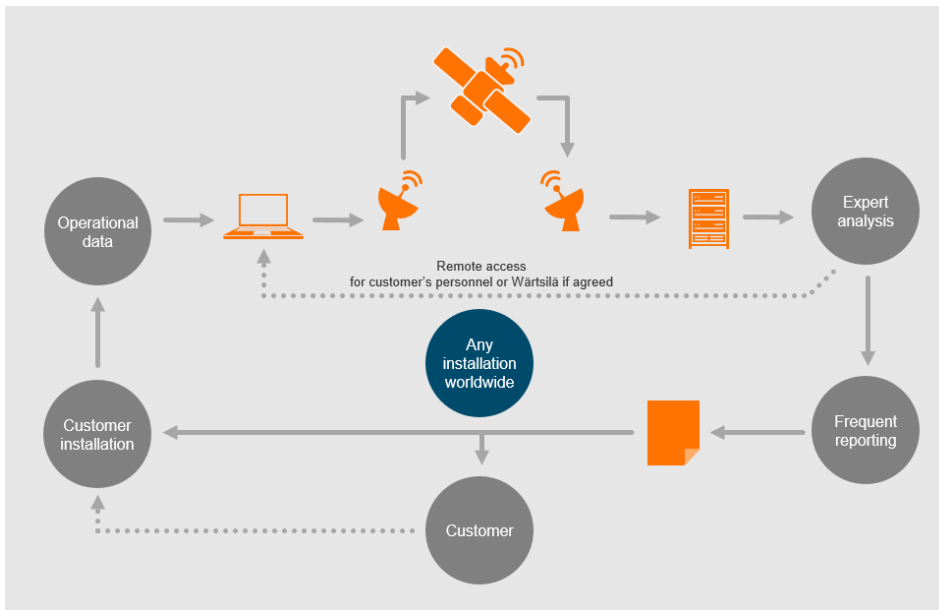 Operational
data
Expert
analysis
Remote access
for customer's personnel or Wärtsilä if agreed
Any
installation
worldwide
Customer
installation
Frequent
reporting
Customer